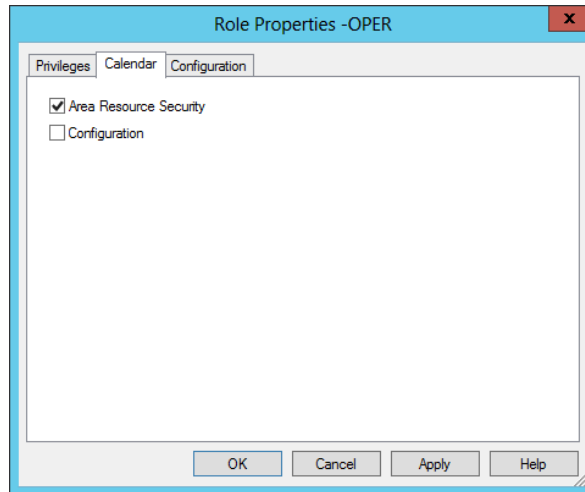 Role Properties -OPER
x
Privileges Calendar Configuration
Area Resource Security
Configuration
OK Cancel Apply Help